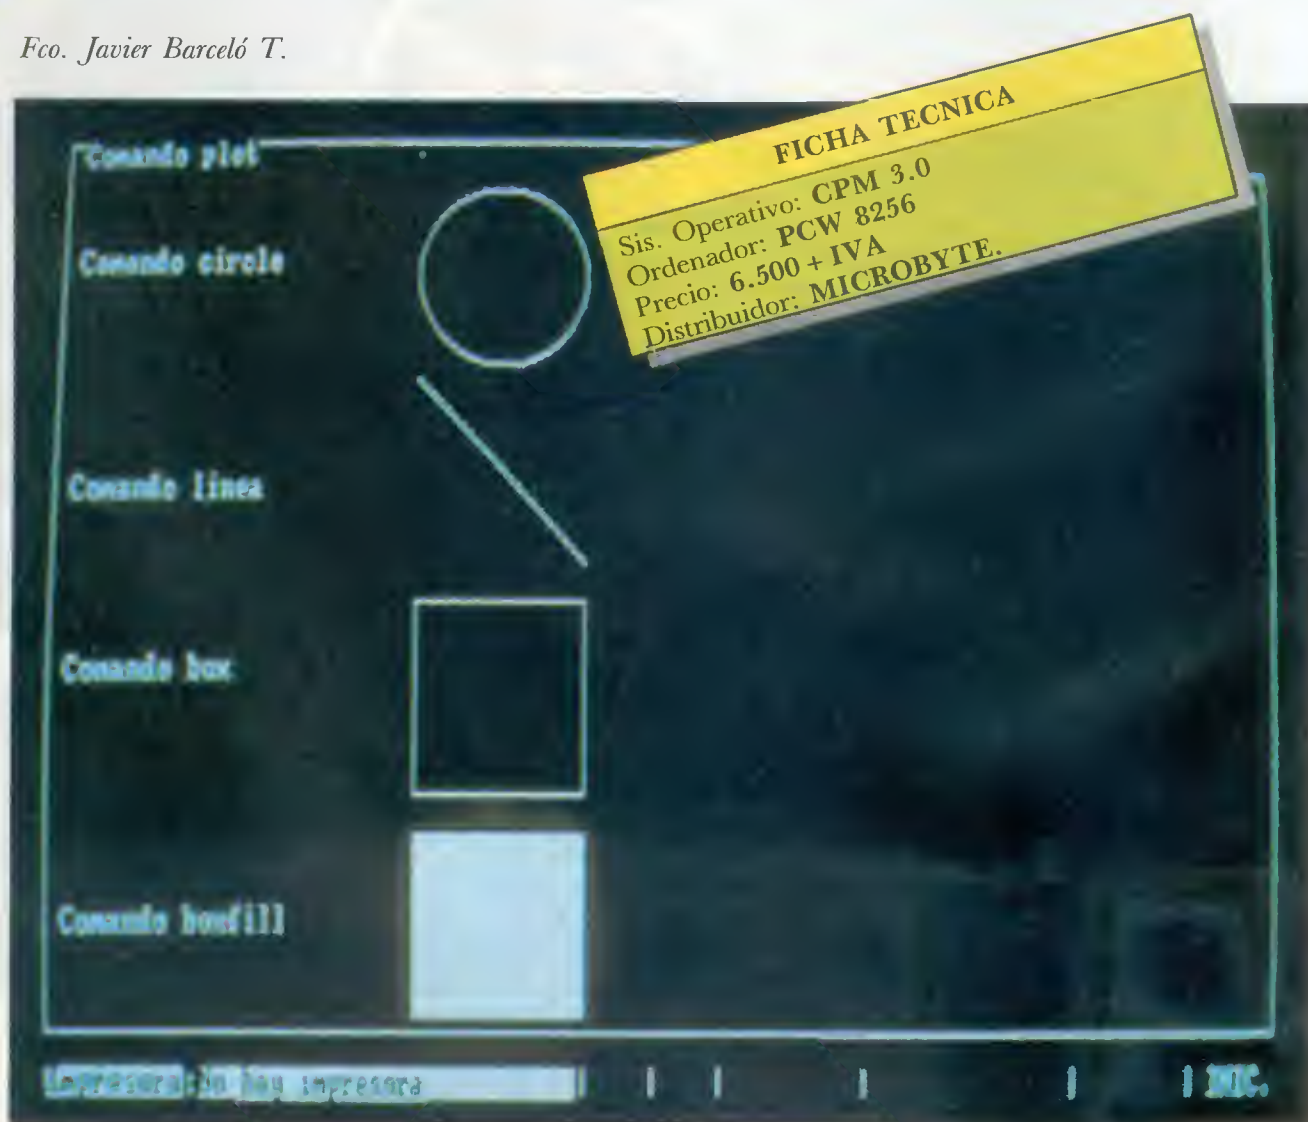 Fco. Javier Barceló T.
FICHA TECNICA
Sis. Operativo: CPM 3.0
Ordenador: PCW 8256
Precio: 6.500 + IVA
Distribuidor: MICROBYTE.
Comando plot
Comando circle
Comando linea
Comando box
Comando boxfill
impresora: no hay impresora